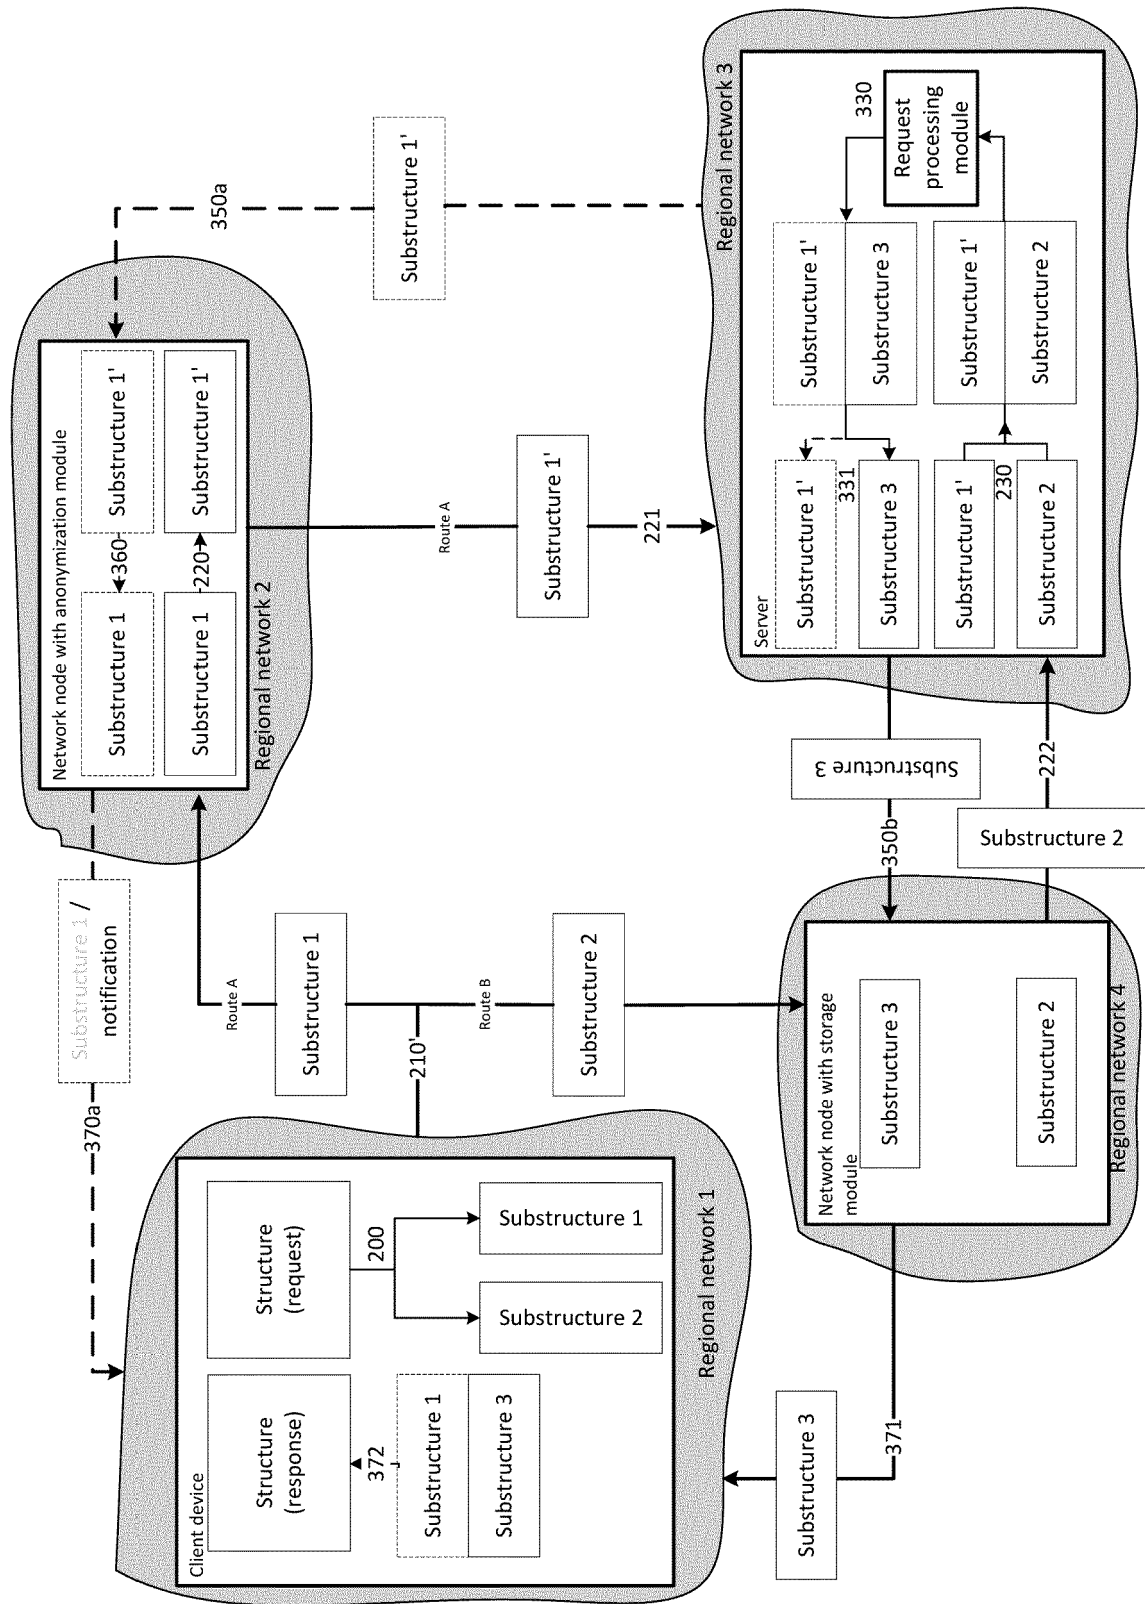 Client device
Structure
(response)
Structure
(request)
372
200
Substructure 1
Substructure 3
Substructure 2
Substructure 1
Regional network 1
370a
Substructure 1 /
notification
210'
Route A
Substructure 1
Route B
Substructure 2
Network node with anonymization module
Substructure 1
360
Substructure 1'
Substructure 1
220
Substructure 1'
Regional network 2
350a
Substructure 1'
Route A
Substructure 1'
221
Regional network 3
Server
Substructure 1'
331
Substructure 3
Substructure 1'
Substructure 3
330
Request
processing
module
Substructure 1'
230
Substructure 2
Substructure 1'
Substructure 2
350b
Substructure 3
222
Substructure 2
Network node with storage
module
Substructure 3
Substructure 2
Regional network 4
371
Substructure 3